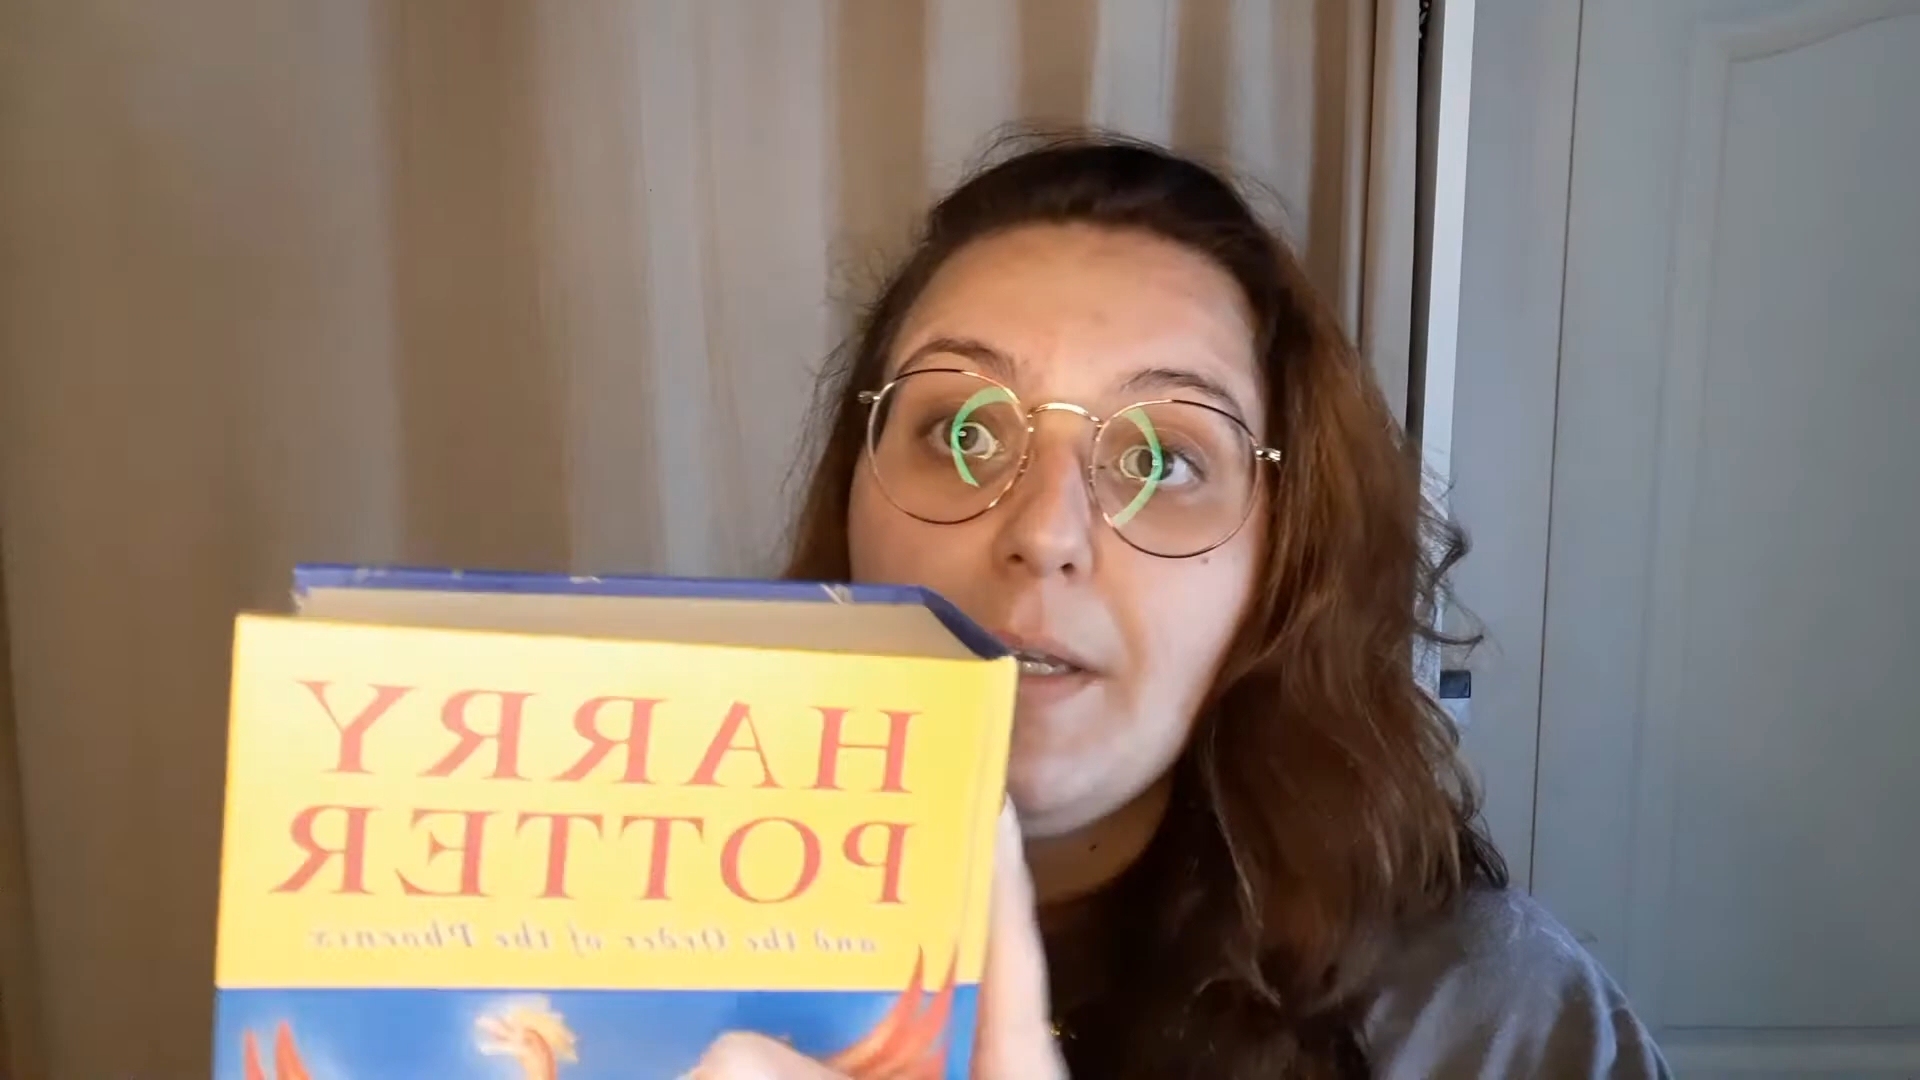 HARRY
POTTER
and the Order of the Phoenix